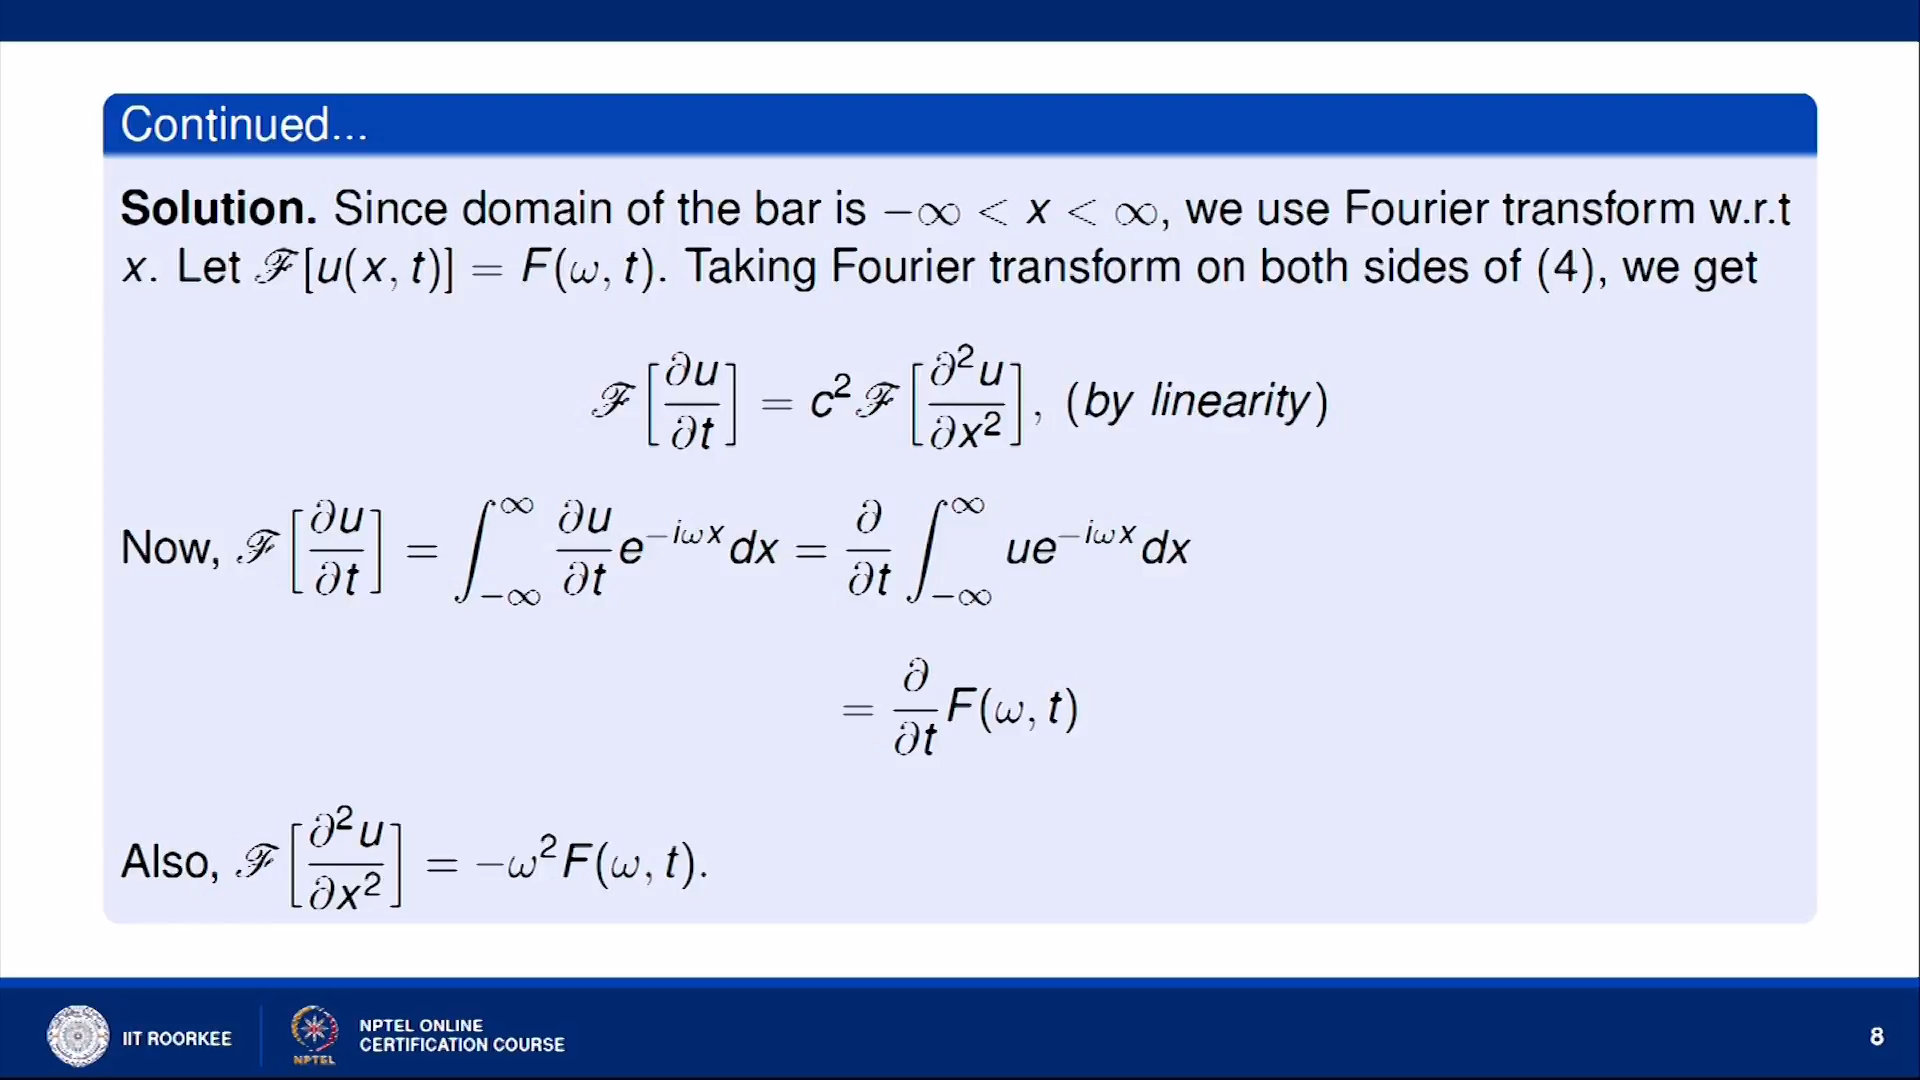 Continued...
Solution. Since domain of the bar is −∞ < x < ∞, we use Fourier transform w.r.t
x. Let ℱ[u(x, t)] = F(ω, t). Taking Fourier transform on both sides of (4), we get
ℱ[∂u/∂t] = c²ℱ[∂²u/∂x²], (by linearity)
Now, ℱ[∂u/∂t] = ∫_{−∞}^{∞} ∂u/∂t e^{−iωx}dx = ∂/∂t ∫_{−∞}^{∞} ue^{−iωx}dx
= ∂/∂t F(ω, t)
Also, ℱ[∂²u/∂x²] = −ω²F(ω, t).
IIT ROORKEE
NPTEL
NPTEL ONLINE
CERTIFICATION COURSE
8